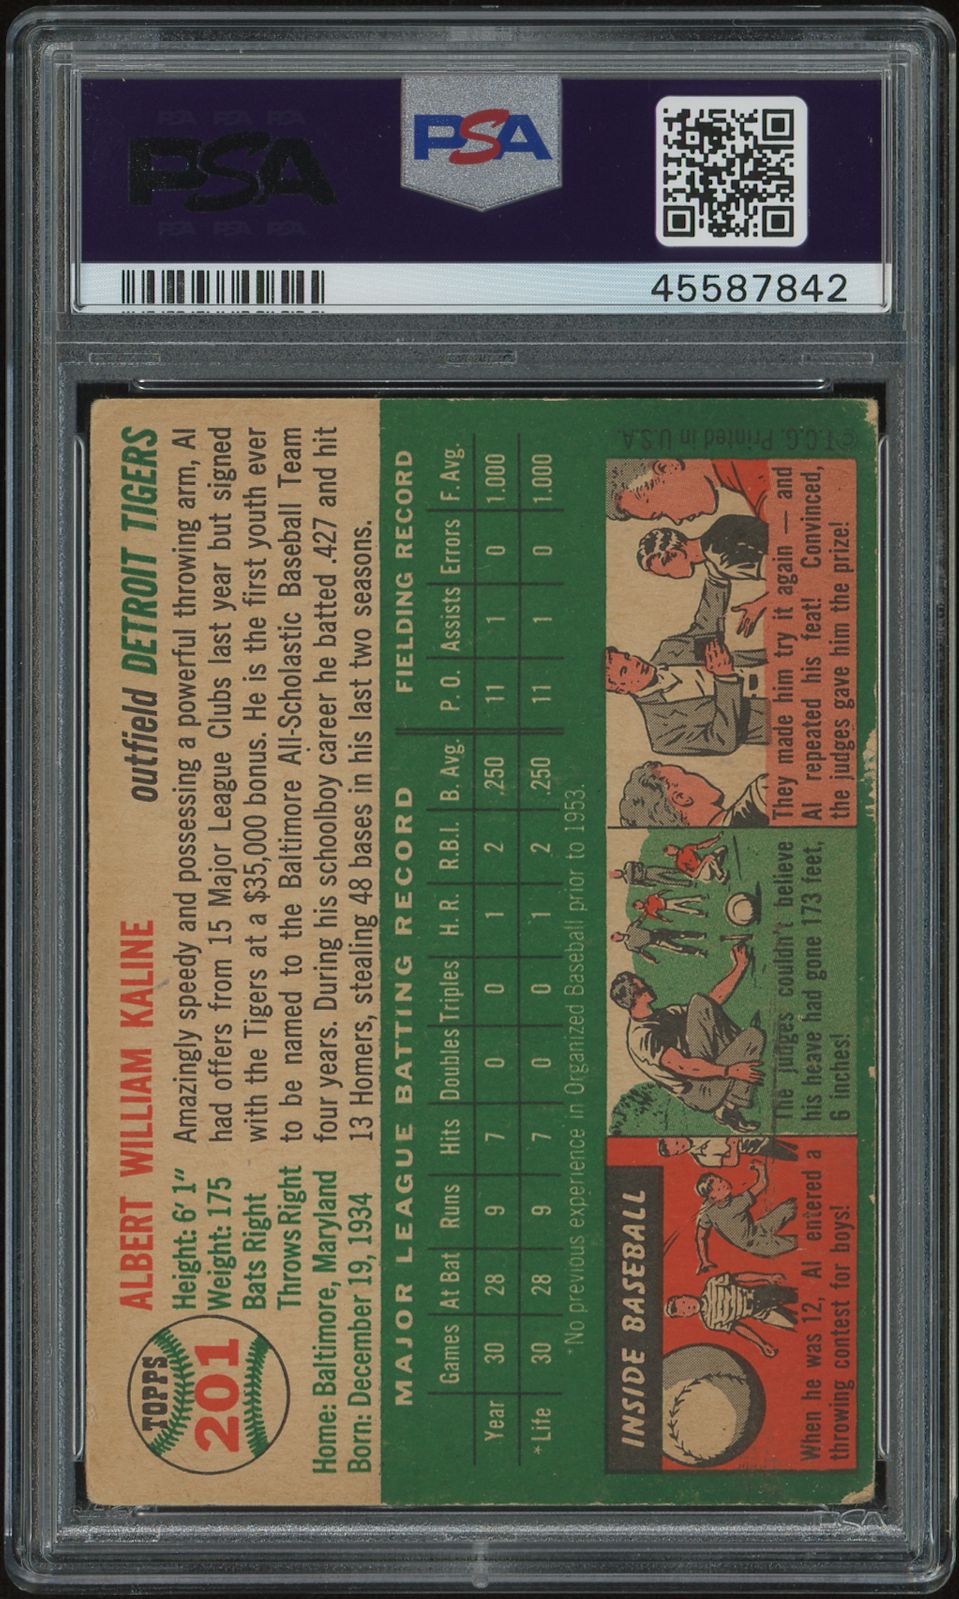 PSA PSA PSA
PSA
PSA PSA PSA
PSA
45587842
TOPPS
201
ALBERT WILLIAM KALINE
outfield DETROIT TIGERS
Height: 6'1"
Weight: 175
Bats Right
Throws Right
Home: Baltimore, Maryland
Born: December 19, 1934
Amazingly speedy and possessing a powerful throwing arm, Al
had offers from 15 Major League Clubs last year but signed
with the Tigers at a $35,000 bonus. He is the first youth ever
to be named to the Baltimore All-Scholastic Baseball Team
four years. During his schoolboy career he batted .427 and hit
13 Homers, stealing 48 bases in his last two seasons.
MAJOR LEAGUE BATTING RECORD FIELDING RECORD
Games At Bat Runs Hits Doubles Triples H.R. R.B.I. B. Avg. P.O. Assists Errors F. Avg.
Year 30 28 9 7 0 0 1 2 .250 11 1 0 1.000
*Life 30 28 9 7 0 0 1 2 .250 11 1 0 1.000
*No previous experience in Organized Baseball prior to 1953.
INSIDE BASEBALL
When he was 12, Al entered a
throwing contest for boys!
The judges couldn't believe
his heave had gone 173 feet,
6 inches!
They made him try it again — and
Al repeated his feat! Convinced,
the judges gave him the prize!
©T.C.G. Printed in U.S.A.
PSA